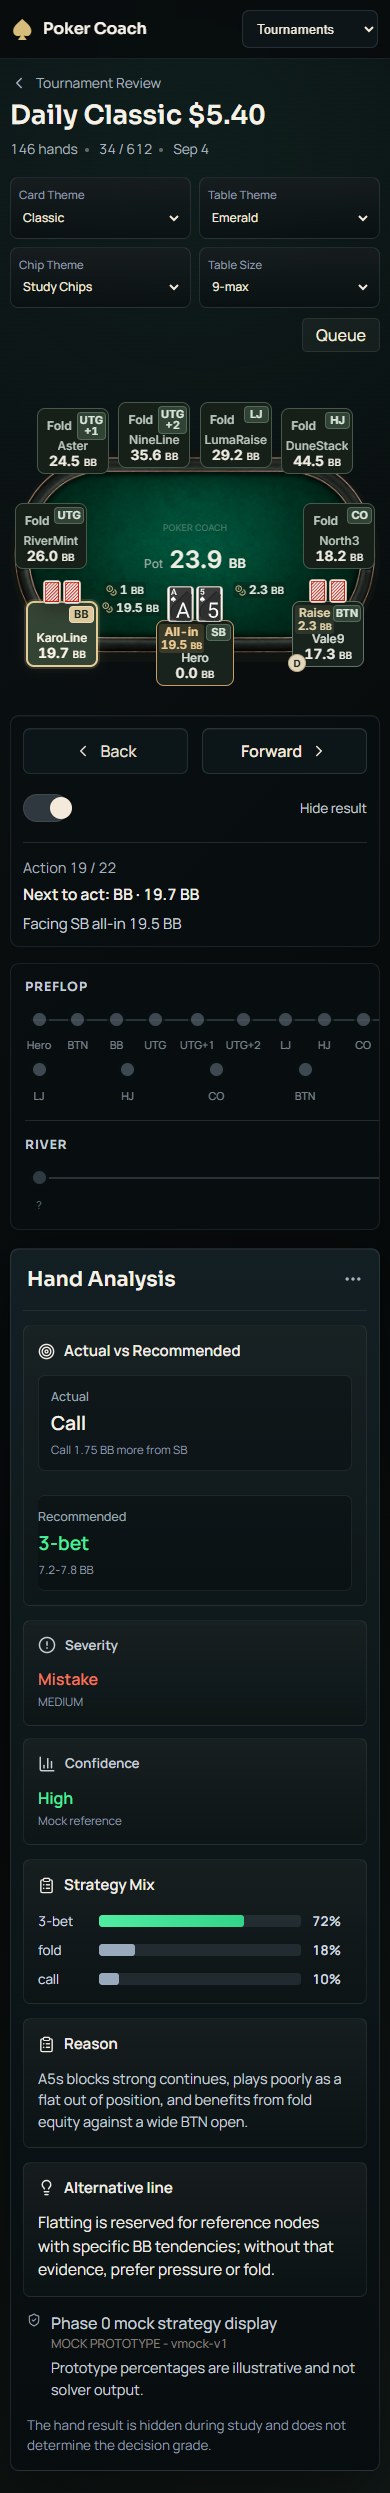 Poker Coach
Tournaments
Tournament Review
Daily Classic $5.40
146 hands • 34 / 612 • Sep 4
Card Theme
Classic
Table Theme
Emerald
Chip Theme
Study Chips
Table Size
9-max
Queue
Fold UTG+1
Aster
24.5 BB
Fold UTG+2
NineLine
35.6 BB
Fold LJ
LumaRaise
29.2 BB
Fold HJ
DuneStack
44.5 BB
Fold UTG
RiverMint
26.0 BB
Fold CO
North3
18.2 BB
POKER COACH
Pot 23.9 BB
1 BB
19.5 BB
2.3 BB
A A
5 5
BB
KaroLine
19.7 BB
All-in SB
19.5 BB
Hero
0.0 BB
Raise BTN
2.3 BB
Vale9
17.3 BB
D
Back
Forward
Hide result
Action 19 / 22
Next to act: BB · 19.7 BB
Facing SB all-in 19.5 BB
PREFLOP
Hero BTN BB UTG UTG+1 UTG+2 LJ HJ CO
LJ HJ CO BTN
RIVER
?
Hand Analysis
Actual vs Recommended
Actual
Call
Call 1.75 BB more from SB
Recommended
3-bet
7.2-7.8 BB
Severity
Mistake
MEDIUM
Confidence
High
Mock reference
Strategy Mix
3-bet 72%
fold 18%
call 10%
Reason
A5s blocks strong continues, plays poorly as a
flat out of position, and benefits from fold
equity against a wide BTN open.
Alternative line
Flatting is reserved for reference nodes
with specific BB tendencies; without that
evidence, prefer pressure or fold.
Phase 0 mock strategy display
MOCK PROTOTYPE - vmock-v1
Prototype percentages are illustrative and not
solver output.
The hand result is hidden during study and does not
determine the decision grade.